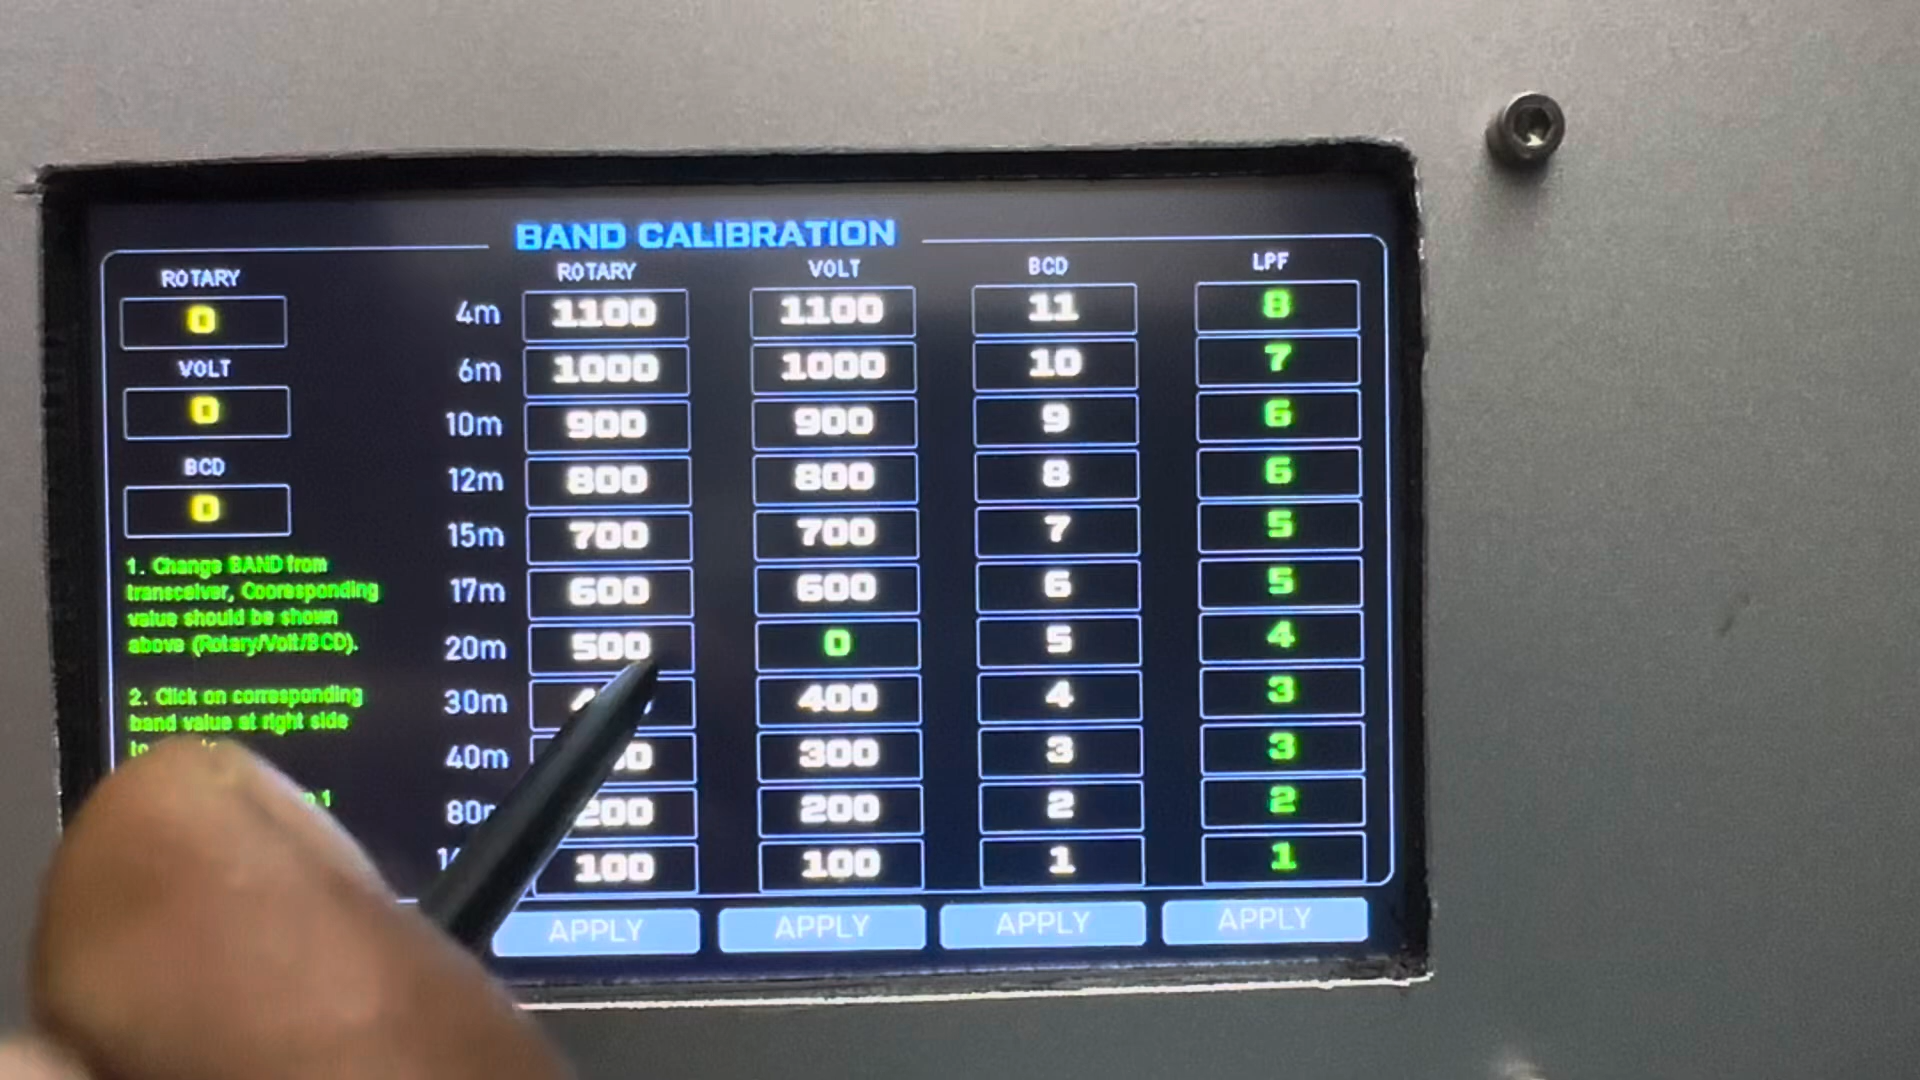 BAND CALIBRATION
ROTARY
0
VOLT
0
BCD
0
1. Change BAND from
transceiver, Cooresponding
value should be shown
above (Rotary/Volt/BCD).
2. Click on corresponding
band value at right side
1
ROTARY VOLT BCD LPF
4m 1100 1100 11 8
6m 1000 1000 10 7
10m 900 900 9 6
12m 800 800 8 6
15m 700 700 7 5
17m 600 600 6 5
20m 500 0 5 4
30m 400 4 3
40m 300 3 3
200 200 2 2
100 100 1 1
APPLY APPLY APPLY APPLY